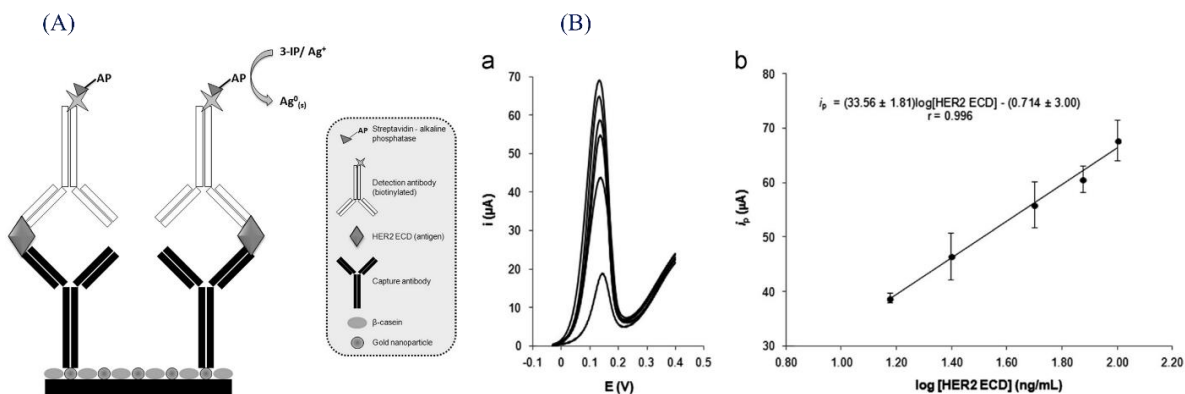 (A)
AP
AP
3-IP/ Ag⁺
Ag⁰(s)
AP Streptavidin - alkaline
phosphatase
Detection antibody
(biotinylated)
HER2 ECD (antigen)
Capture antibody
β-casein
Gold nanoparticle
(B)
a
70
60
50
40
30
20
10
0
i (µA)
-0.1 0 0.1 0.2 0.3 0.4 0.5
E (V)
b
80
70
60
50
40
30
iₚ (µA)
iₚ = (33.56 ± 1.81)log[HER2 ECD] - (0.714 ± 3.00)
r = 0.996
0.80 1.00 1.20 1.40 1.60 1.80 2.00 2.20
log [HER2 ECD] (ng/mL)